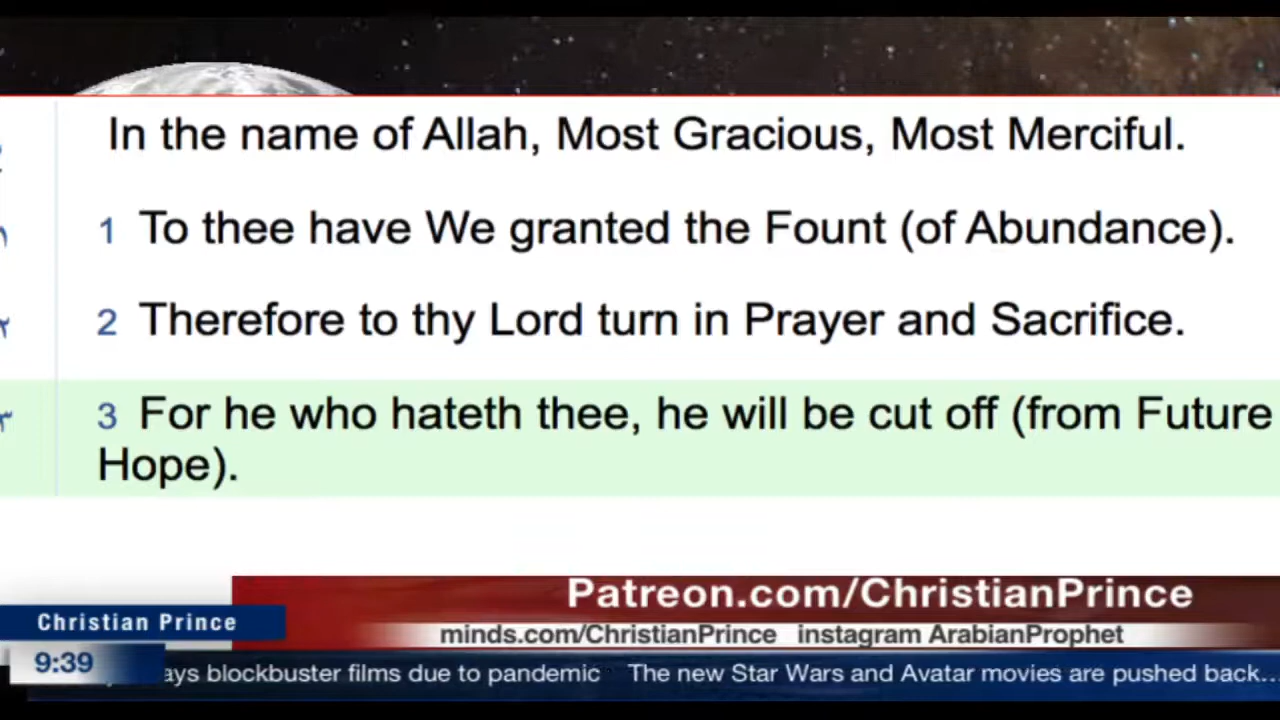 In the name of Allah, Most Gracious, Most Merciful.
1 To thee have We granted the Fount (of Abundance).
2 Therefore to thy Lord turn in Prayer and Sacrifice.
3 For he who hateth thee, he will be cut off (from Future
Hope).
Patreon.com/ChristianPrince
Christian Prince
minds.com/ChristianPrince instagram ArabianProphet
9:39
blockbuster films due to pandemic The new Star Wars and Avatar movies are pushed back...